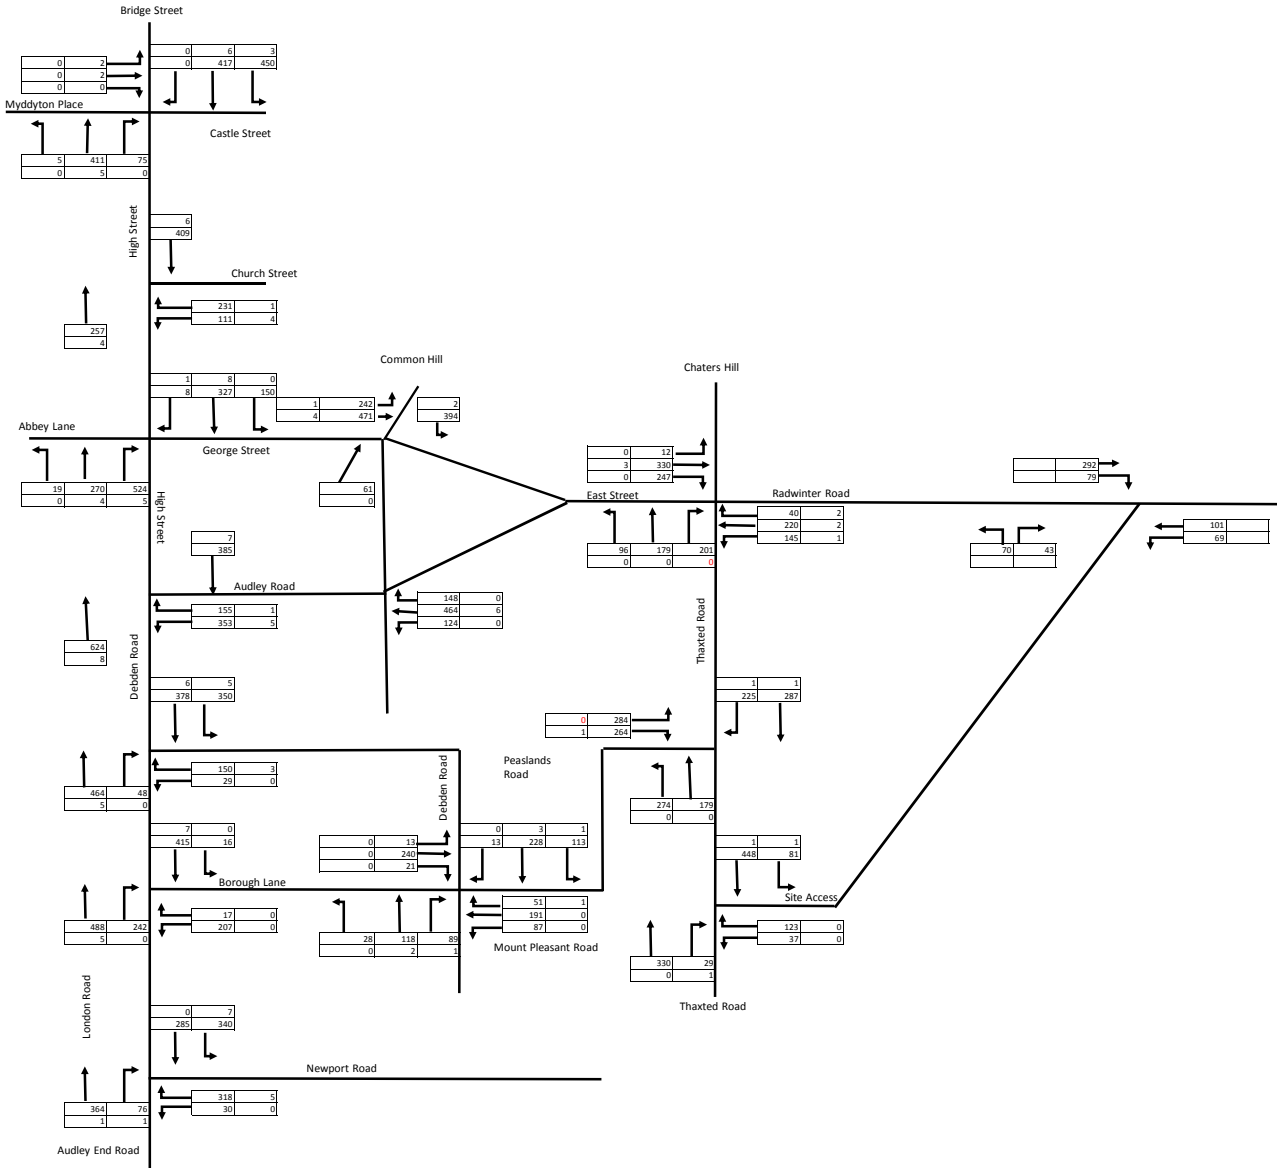 Bridge Street
0 6 3
0 417 450
0 2
0 2
0 0
Myddyton Place
Castle Street
5 411 75
0 5 0
High Street
6
409
Church Street
231 1
111 4
257
4
Common Hill
Chaters Hill
1 8 0
8 327 150
1 242
4 471
2
394
Abbey Lane
George Street
0 12
3 330
0 247
292
79
19 270 524
0 4 5
High Street
61
0
East Street
Radwinter Road
40 2
220 2
145 1
96 179 201
0 0 0
70 43
101
69
7
385
Audley Road
155 1
353 5
148 0
464 6
124 0
624
8
Debden Road
Thaxted Road
6 5
378 350
1 1
225 287
0 284
1 264
Peaslands
Road
Debden Road
150 3
29 0
464 48
5 0
274 179
0 0
7 0
415 16
0 13
0 240
0 21
0 3 1
13 228 113
1 1
448 81
Borough Lane
Site Access
17 0
207 0
51 1
191 0
87 0
488 242
5 0
28 118 89
0 2 1
Mount Pleasant Road
123 0
37 0
330 29
0 1
London Road
Thaxted Road
0 7
285 340
Newport Road
318 5
30 0
364 76
1 1
Audley End Road